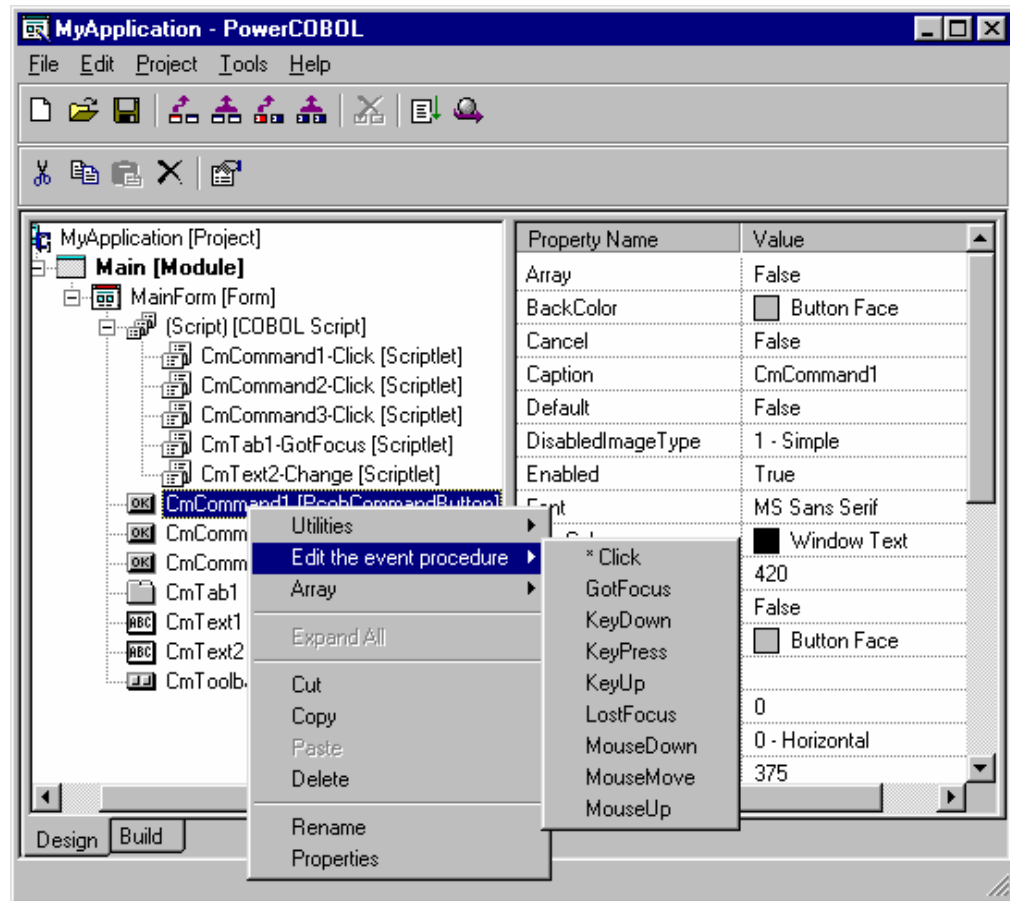 MyApplication - PowerCOBOL
File Edit Project Tools Help
MyApplication [Project]
Main [Module]
MainForm [Form]
(Script) [COBOL Script]
CmCommand1-Click [Scriptlet]
CmCommand2-Click [Scriptlet]
CmCommand3-Click [Scriptlet]
CmTab1-GotFocus [Scriptlet]
CmText2-Change [Scriptlet]
CmCommand1
CmComm
CmComm
CmTab1
CmText1
CmText2
CmToolb
Utilities
Edit the event procedure
Array
Expand All
Cut
Copy
Paste
Delete
Rename
Properties
* Click
GotFocus
KeyDown
KeyPress
KeyUp
LostFocus
MouseDown
MouseMove
MouseUp
Property Name Value
Array False
BackColor Button Face
Cancel False
Caption CmCommand1
Default False
DisabledImageType 1 - Simple
Enabled True
MS Sans Serif
Window Text
420
False
Button Face
0
0 - Horizontal
375
Design Build